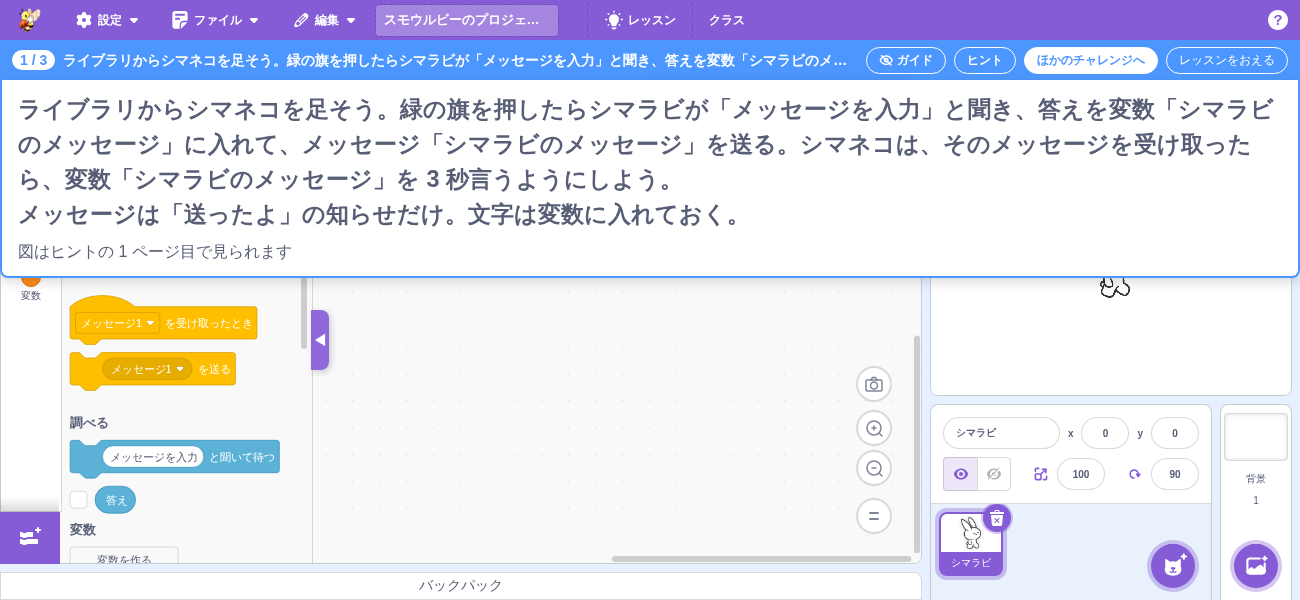 設定 ファイル 編集 スモウルビーのプロジェ… レッスン クラス ?
1 / 3 ライブラリからシマネコを足そう。緑の旗を押したらシマラビが「メッセージを入力」と聞き、答えを変数「シマラビのメ… ガイド ヒント ほかのチャレンジへ レッスンをおえる
ライブラリからシマネコを足そう。緑の旗を押したらシマラビが「メッセージを入力」と聞き、答えを変数「シマラビ
のメッセージ」に入れて、メッセージ「シマラビのメッセージ」を送る。シマネコは、そのメッセージを受け取った
ら、変数「シマラビのメッセージ」を 3 秒言うようにしよう。
メッセージは「送ったよ」の知らせだけ。文字は変数に入れておく。
図はヒントの 1 ページ目で見られます
変数
メッセージ1 を受け取ったとき
メッセージ1 を送る
調べる
メッセージを入力 と聞いて待つ
答え
変数
変数を作る
シマラビ x 0 y 0
100 90
シマラビ
背景
1
バックパック